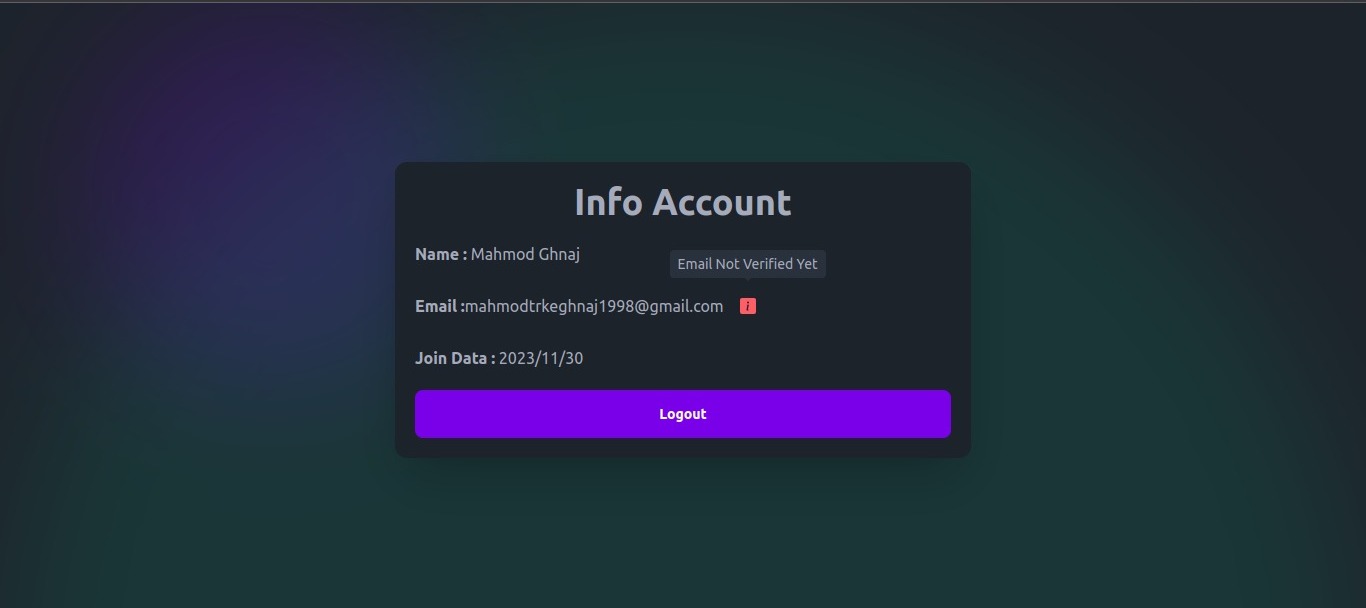 Info Account
Name : Mahmod Ghnaj
Email Not Verified Yet
Email :mahmodtrkeghnaj1998@gmail.com i
Join Data : 2023/11/30
Logout